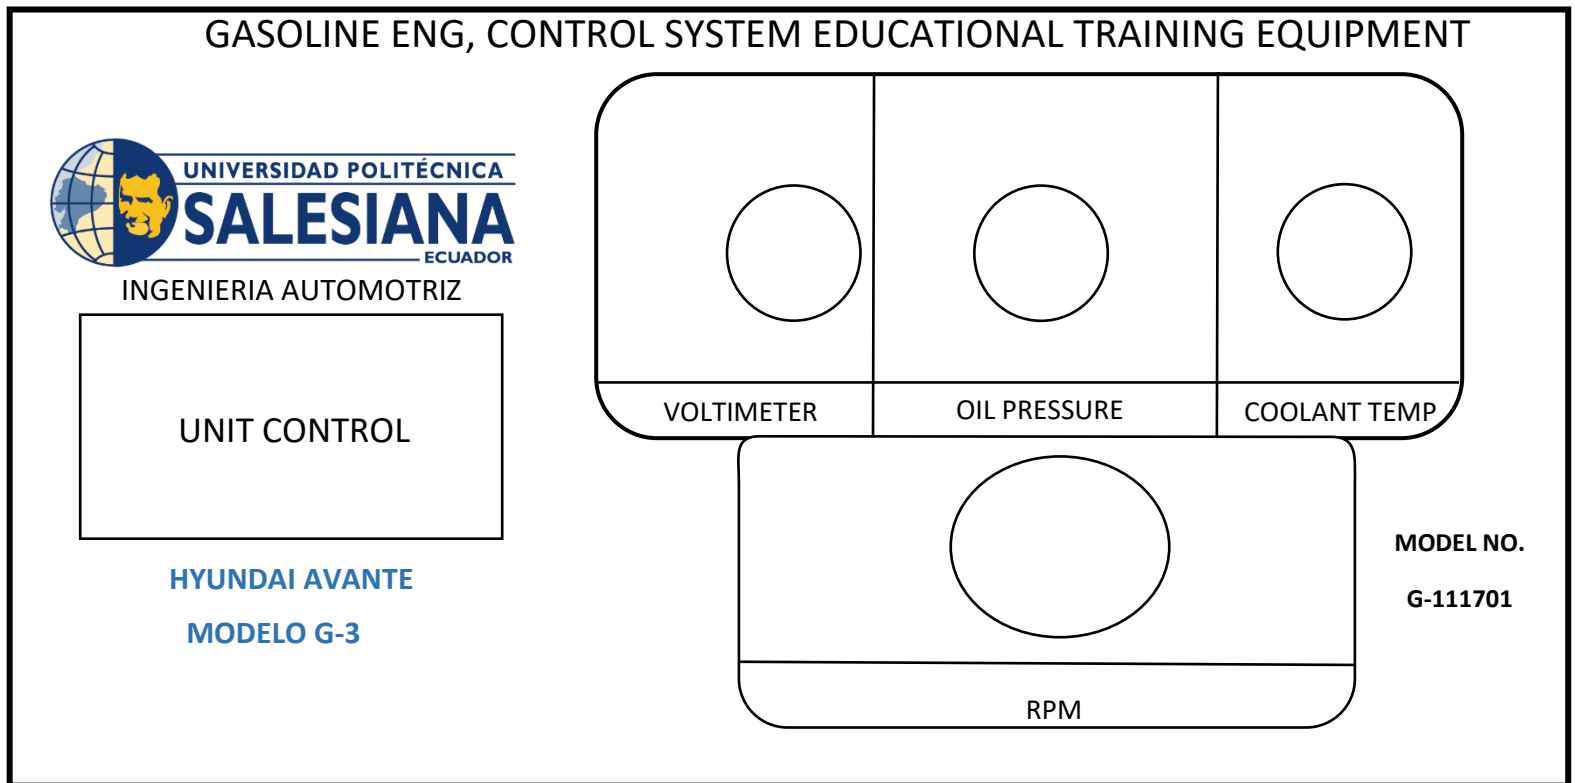 GASOLINE ENG, CONTROL SYSTEM EDUCATIONAL TRAINING EQUIPMENT
UNIVERSIDAD POLITÉCNICA
SALESIANA
ECUADOR
INGENIERIA AUTOMOTRIZ
UNIT CONTROL
HYUNDAI AVANTE
MODELO G-3
VOLTIMETER
OIL PRESSURE
COOLANT TEMP
RPM
MODEL NO.
G-111701